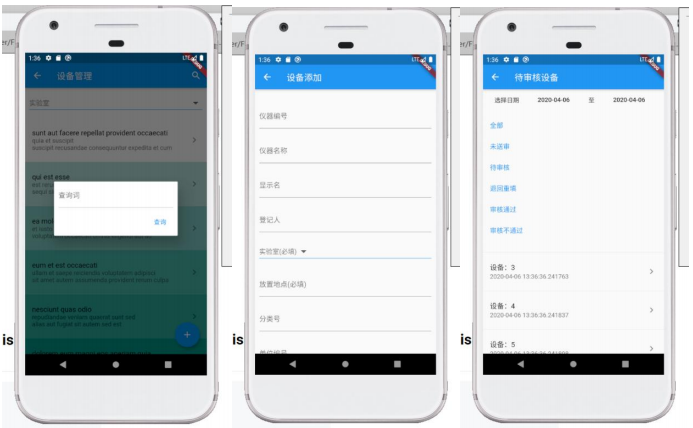 er/F
1:36
LTE
设备管理
实验室
sunt aut facere repellat provident occaecati
quia et suscipit
suscipit recusandae consequuntur expedita et cum
qui est esse
est rerum
sequi
查询词
查询
ea mol
et iusto
eum et est occaecati
ullam et saepe reiciendis voluptatem adipisci
sit amet autem assumenda provident rerum culpa
nesciunt quas odio
repudiandae veniam quaerat sunt sed
alias aut fugiat sit autem sed est
+
is
er/F
1:36
LTE
设备添加
仪器编号
仪器名称
显示名
登记人
实验室(必填)
放置地点(必填)
分类号
单位编号
is
er/F
1:36
LTE
待审核设备
选择日期 2020-04-06 至 2020-04-06
全部
未送审
待审核
退回重填
审核通过
审核不通过
设备：3
2020-04-06 13:36:36.241763
设备：4
2020-04-06 13:36:36.241837
设备：5
is